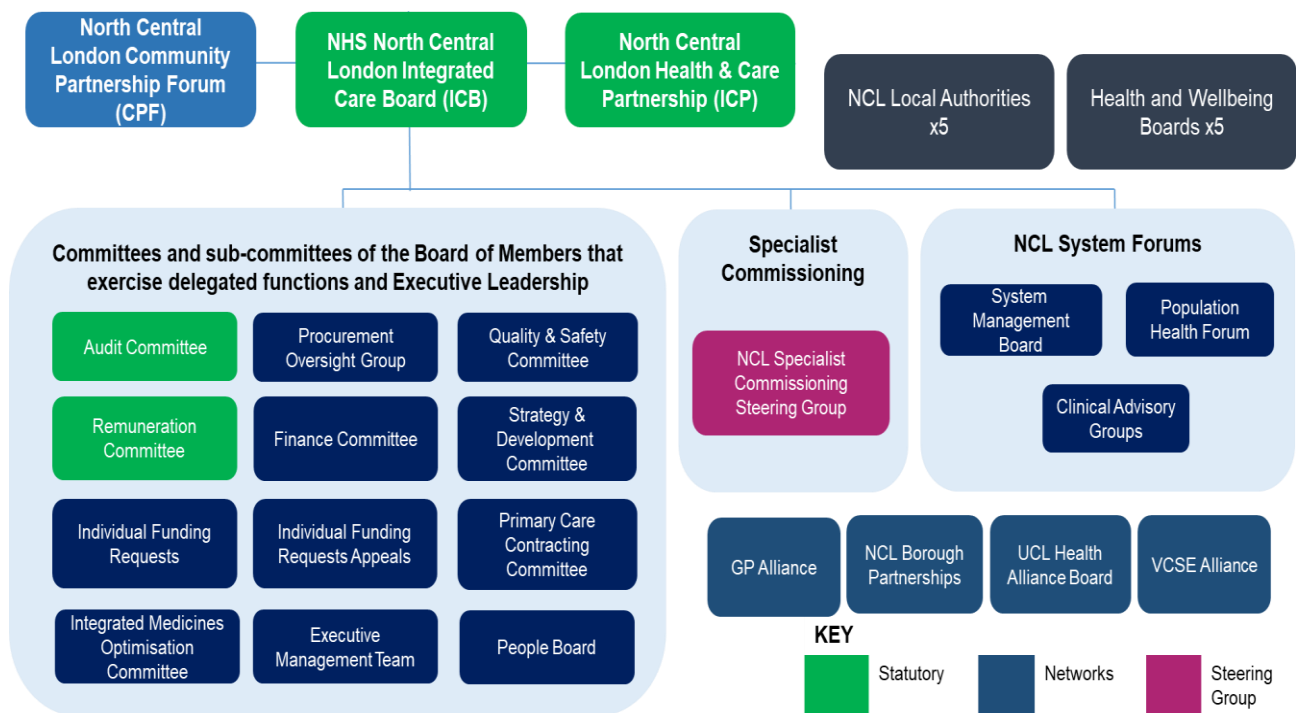 North Central
London Community
Partnership Forum
(CPF)
NHS North Central
London Integrated
Care Board (ICB)
North Central
London Health & Care
Partnership (ICP)
NCL Local Authorities
x5
Health and Wellbeing
Boards x5
Committees and sub-committees of the Board of Members that
exercise delegated functions and Executive Leadership
Audit Committee
Procurement
Oversight Group
Quality & Safety
Committee
Remuneration
Committee
Finance Committee
Strategy &
Development
Committee
Individual Funding
Requests
Individual Funding
Requests Appeals
Primary Care
Contracting
Committee
Integrated Medicines
Optimisation
Committee
Executive
Management Team
People Board
Specialist
Commissioning
NCL Specialist
Commissioning
Steering Group
NCL System Forums
System
Management
Board
Population
Health Forum
Clinical Advisory
Groups
GP Alliance
NCL Borough
Partnerships
UCL Health
Alliance Board
VCSE Alliance
KEY
Statutory
Networks
Steering
Group